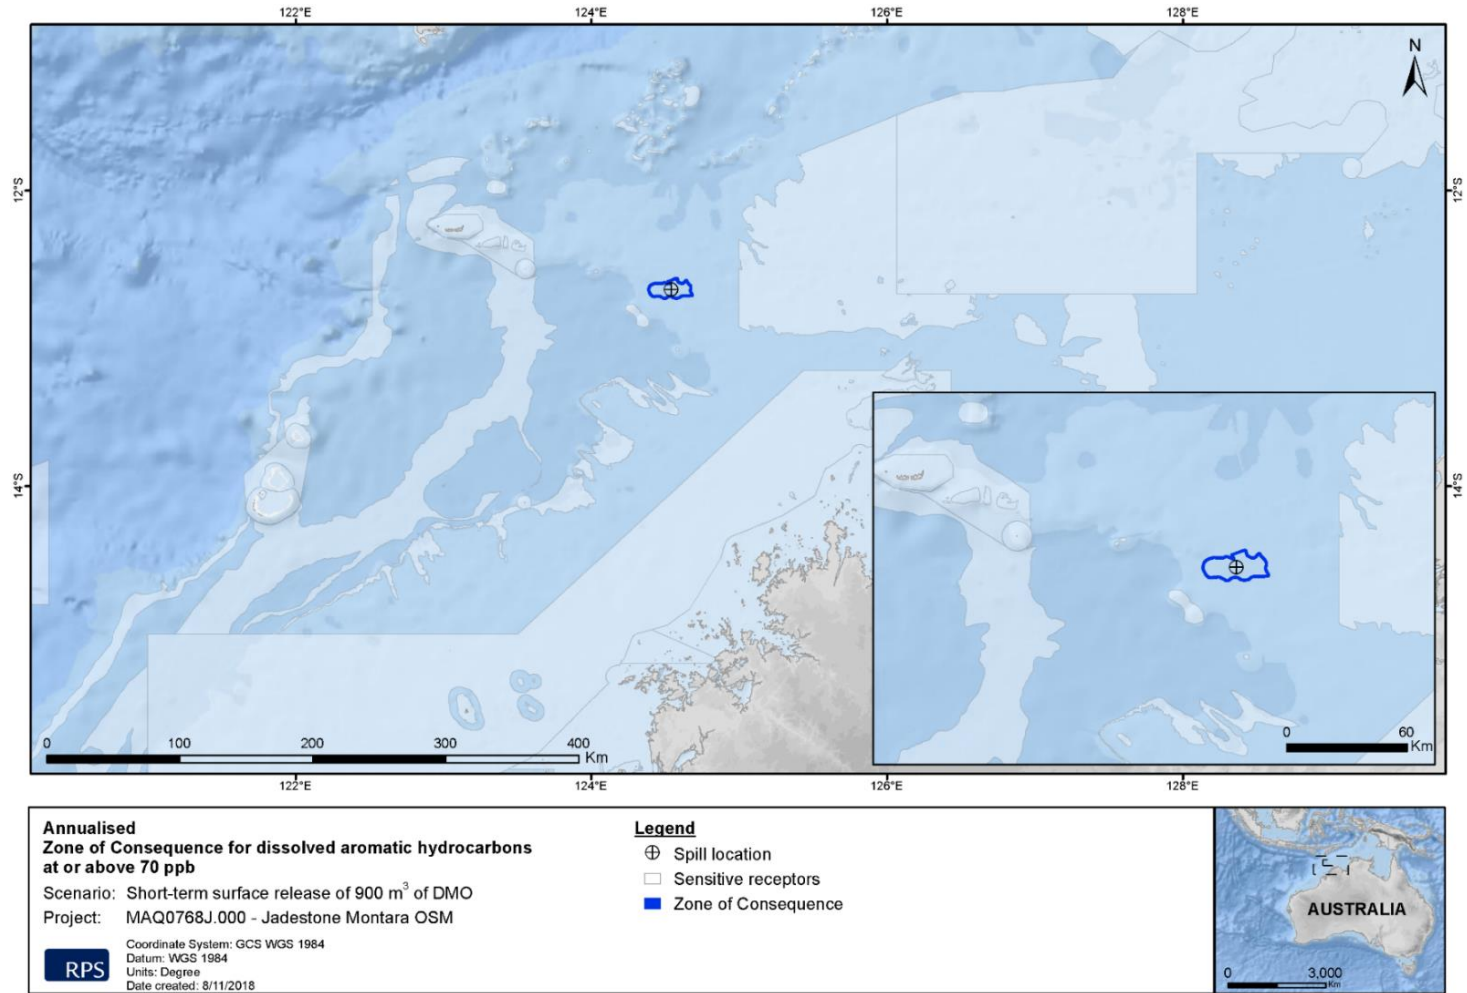 122°E 124°E 126°E 128°E
N
12°S 12°S
14°S 14°S
0 100 200 300 400 Km
0 60 Km
122°E 124°E 126°E 128°E
Annualised
Zone of Consequence for dissolved aromatic hydrocarbons
at or above 70 ppb
Scenario: Short-term surface release of 900 m³ of DMO
Project: MAQ0768J.000 - Jadestone Montara OSM
Coordinate System: GCS WGS 1984
Datum: WGS 1984
Units: Degree
Date created: 8/11/2018
RPS
Legend
Spill location
Sensitive receptors
Zone of Consequence
AUSTRALIA
0 3,000 Km